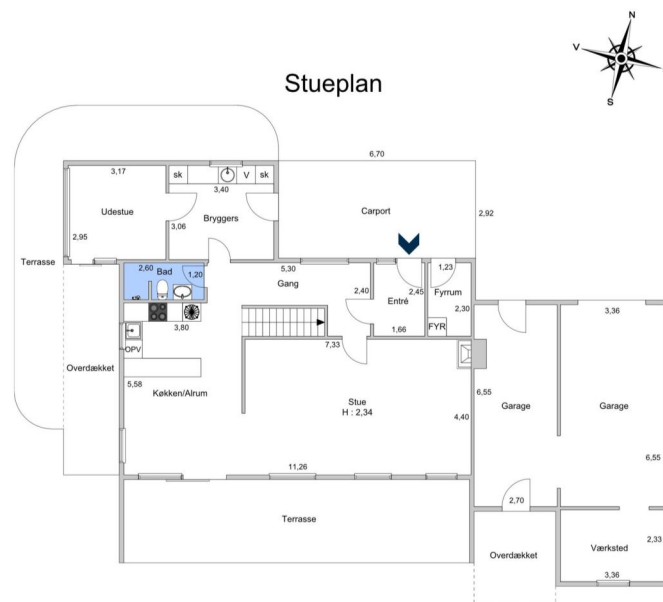 N
V
S
Stueplan
6,70
3,17
sk
V
sk
3,40
Udestue
Bryggers
Carport
2,92
3,06
2,95
Terrasse
2,60
Bad
1,20
5,30
1,23
Gang
2,40
Entré
2,45
Fyrrum
2,30
3,36
1,66
FYR
3,80
OPV
7,33
Overdækket
5,58
Køkken/Alrum
Stue
H : 2,34
4,40
6,55
Garage
Garage
11,26
6,55
2,70
Terrasse
Overdækket
Værksted
2,33
3,36